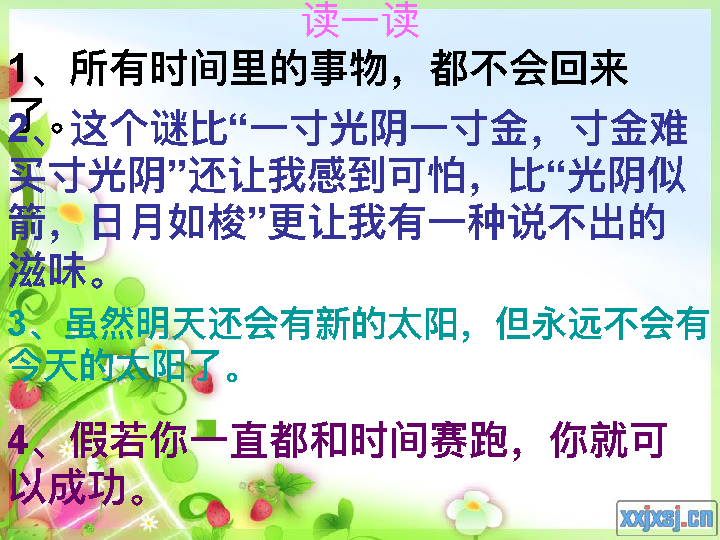 读一读
1、所有时间里的事物，都不会回来
了。
2、这个谜比“一寸光阴一寸金，寸金难
买寸光阴”还让我感到可怕，比“光阴似
箭，日月如梭”更让我有一种说不出的
滋味。
3、虽然明天还会有新的太阳，但永远不会有
今天的太阳了。
4、假若你一直都和时间赛跑，你就可
以成功。
xxjxsj.cn